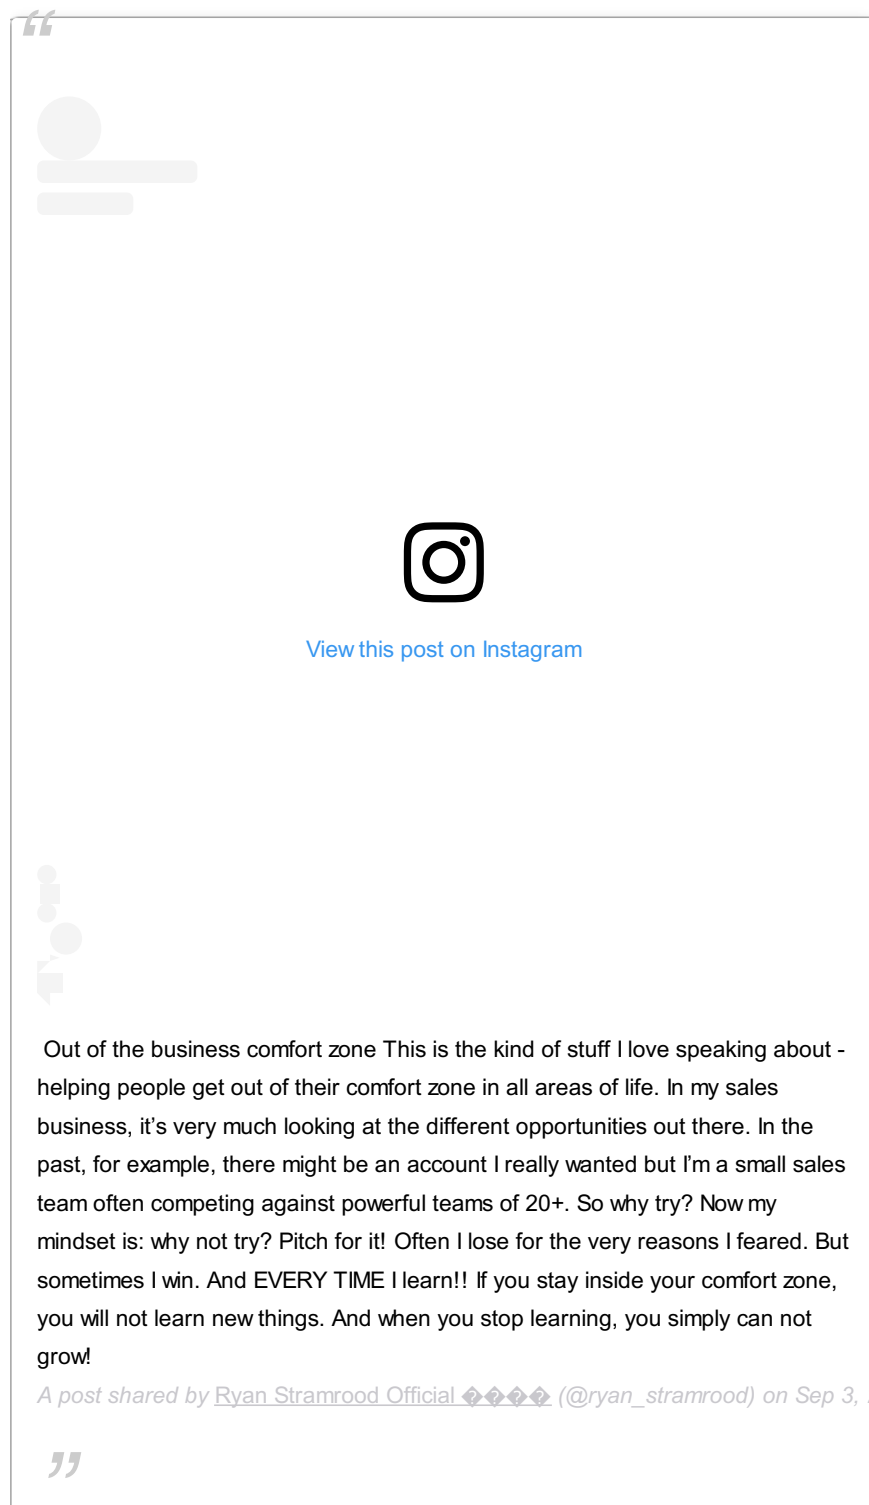 “
View this post on Instagram
Out of the business comfort zone This is the kind of stuff I love speaking about -
helping people get out of their comfort zone in all areas of life. In my sales
business, it’s very much looking at the different opportunities out there. In the
past, for example, there might be an account I really wanted but I’m a small sales
team often competing against powerful teams of 20+. So why try? Now my
mindset is: why not try? Pitch for it! Often I lose for the very reasons I feared. But
sometimes I win. And EVERY TIME I learn!! If you stay inside your comfort zone,
you will not learn new things. And when you stop learning, you simply can not
grow!
A post shared by Ryan Stramrood Official ���� (@ryan_stramrood) on Sep 3,
”